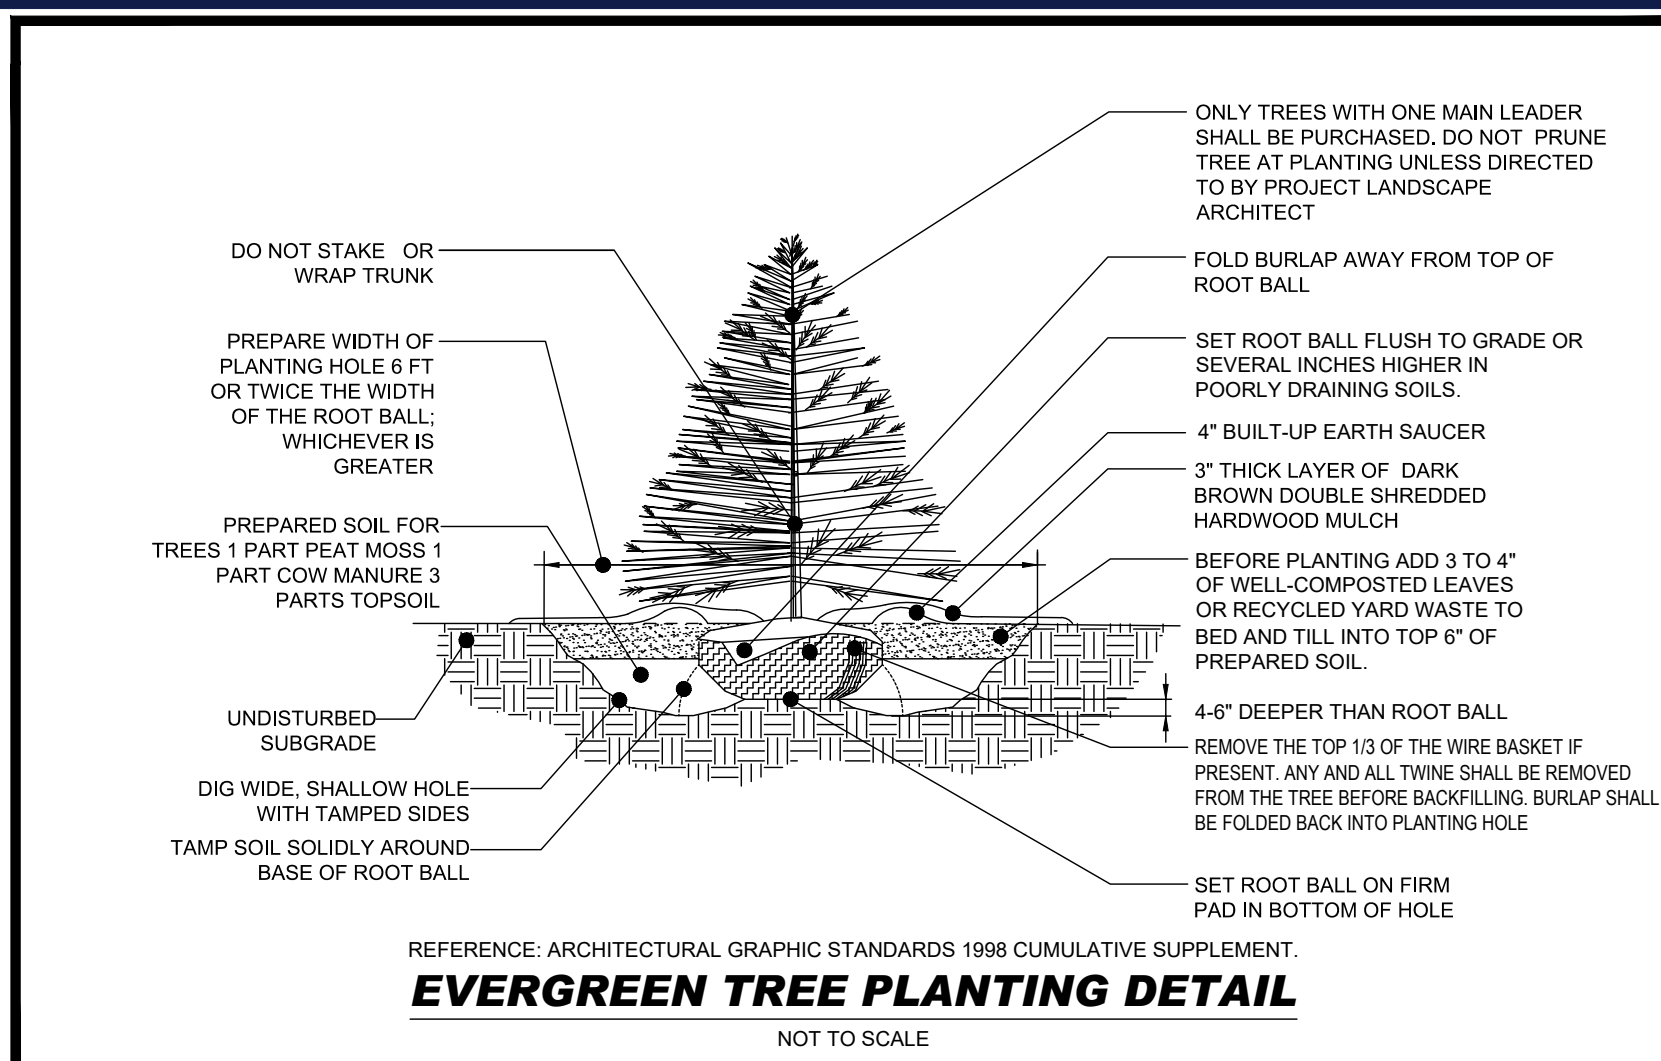 ONLY TREES WITH ONE MAIN LEADER
SHALL BE PURCHASED. DO NOT PRUNE
TREE AT PLANTING UNLESS DIRECTED
TO BY PROJECT LANDSCAPE
ARCHITECT
DO NOT STAKE OR
WRAP TRUNK
FOLD BURLAP AWAY FROM TOP OF
ROOT BALL
PREPARE WIDTH OF
PLANTING HOLE 6 FT
OR TWICE THE WIDTH
OF THE ROOT BALL;
WHICHEVER IS
GREATER
SET ROOT BALL FLUSH TO GRADE OR
SEVERAL INCHES HIGHER IN
POORLY DRAINING SOILS.
4" BUILT-UP EARTH SAUCER
3" THICK LAYER OF DARK
BROWN DOUBLE SHREDDED
HARDWOOD MULCH
PREPARED SOIL FOR
TREES 1 PART PEAT MOSS 1
PART COW MANURE 3
PARTS TOPSOIL
BEFORE PLANTING ADD 3 TO 4"
OF WELL-COMPOSTED LEAVES
OR RECYCLED YARD WASTE TO
BED AND TILL INTO TOP 6" OF
PREPARED SOIL.
UNDISTURBED
SUBGRADE
4-6" DEEPER THAN ROOT BALL
REMOVE THE TOP 1/3 OF THE WIRE BASKET IF
PRESENT. ANY AND ALL TWINE SHALL BE REMOVED
FROM THE TREE BEFORE BACKFILLING. BURLAP SHALL
BE FOLDED BACK INTO PLANTING HOLE
DIG WIDE, SHALLOW HOLE
WITH TAMPED SIDES
TAMP SOIL SOLIDLY AROUND
BASE OF ROOT BALL
SET ROOT BALL ON FIRM
PAD IN BOTTOM OF HOLE
REFERENCE: ARCHITECTURAL GRAPHIC STANDARDS 1998 CUMULATIVE SUPPLEMENT.
EVERGREEN TREE PLANTING DETAIL
NOT TO SCALE